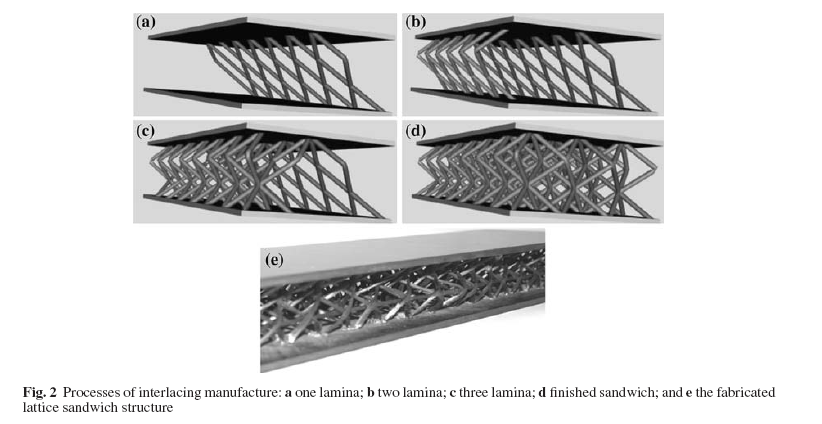 (a)
(b)
(c)
(d)
(e)
Fig. 2 Processes of interlacing manufacture: a one lamina; b two lamina; c three lamina; d finished sandwich; and e the fabricated
lattice sandwich structure